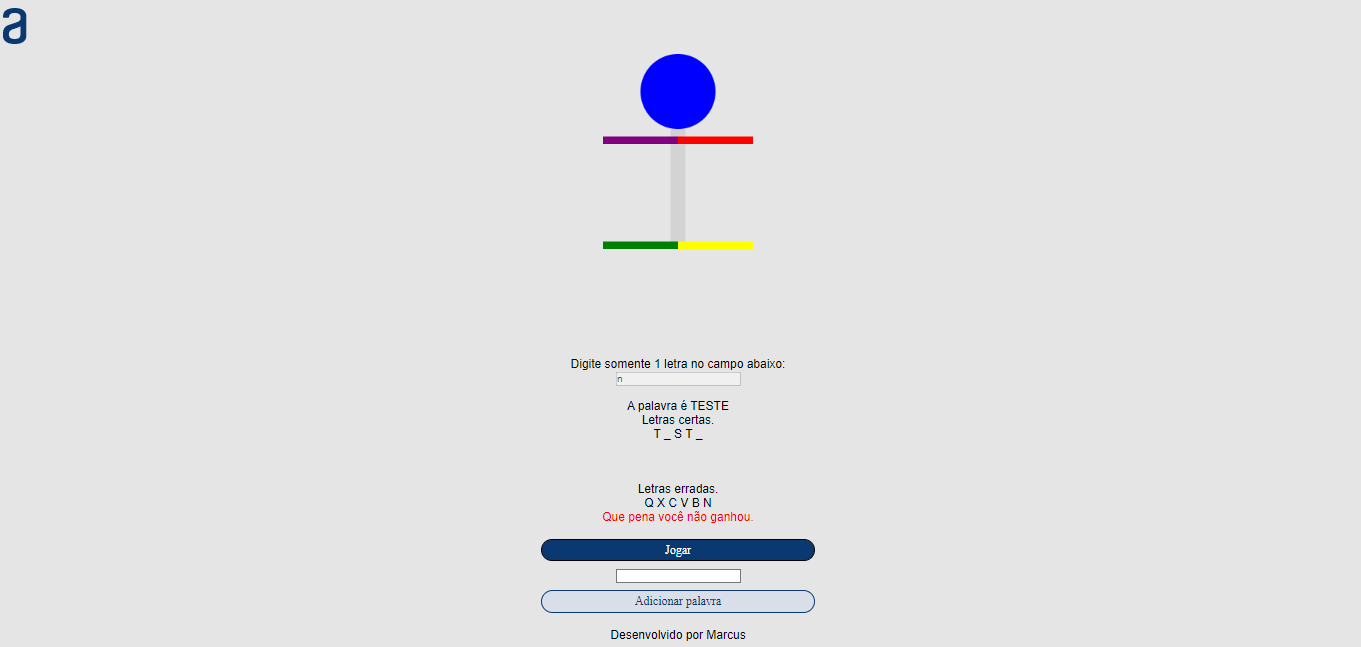 a
Digite somente 1 letra no campo abaixo:
n
A palavra é TESTE
Letras certas.
T _ S T _
Letras erradas.
Q X C V B N
Que pena você não ganhou.
Jogar
Adicionar palavra
Desenvolvido por Marcus